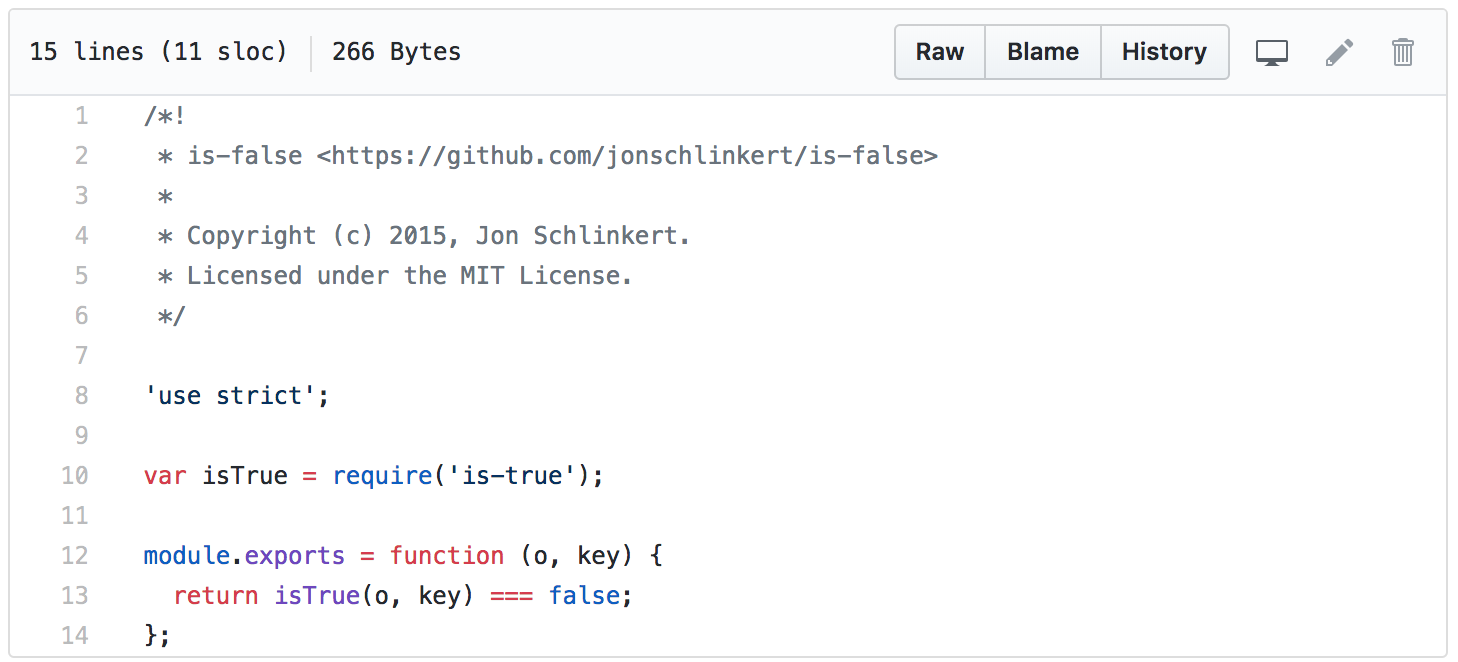 15 lines (11 sloc) 266 Bytes Raw Blame History
1 /*!
2  * is-false <https://github.com/jonschlinkert/is-false>
3  *
4  * Copyright (c) 2015, Jon Schlinkert.
5  * Licensed under the MIT License.
6  */
7
8 'use strict';
9
10 var isTrue = require('is-true');
11
12 module.exports = function (o, key) {
13   return isTrue(o, key) === false;
14 };